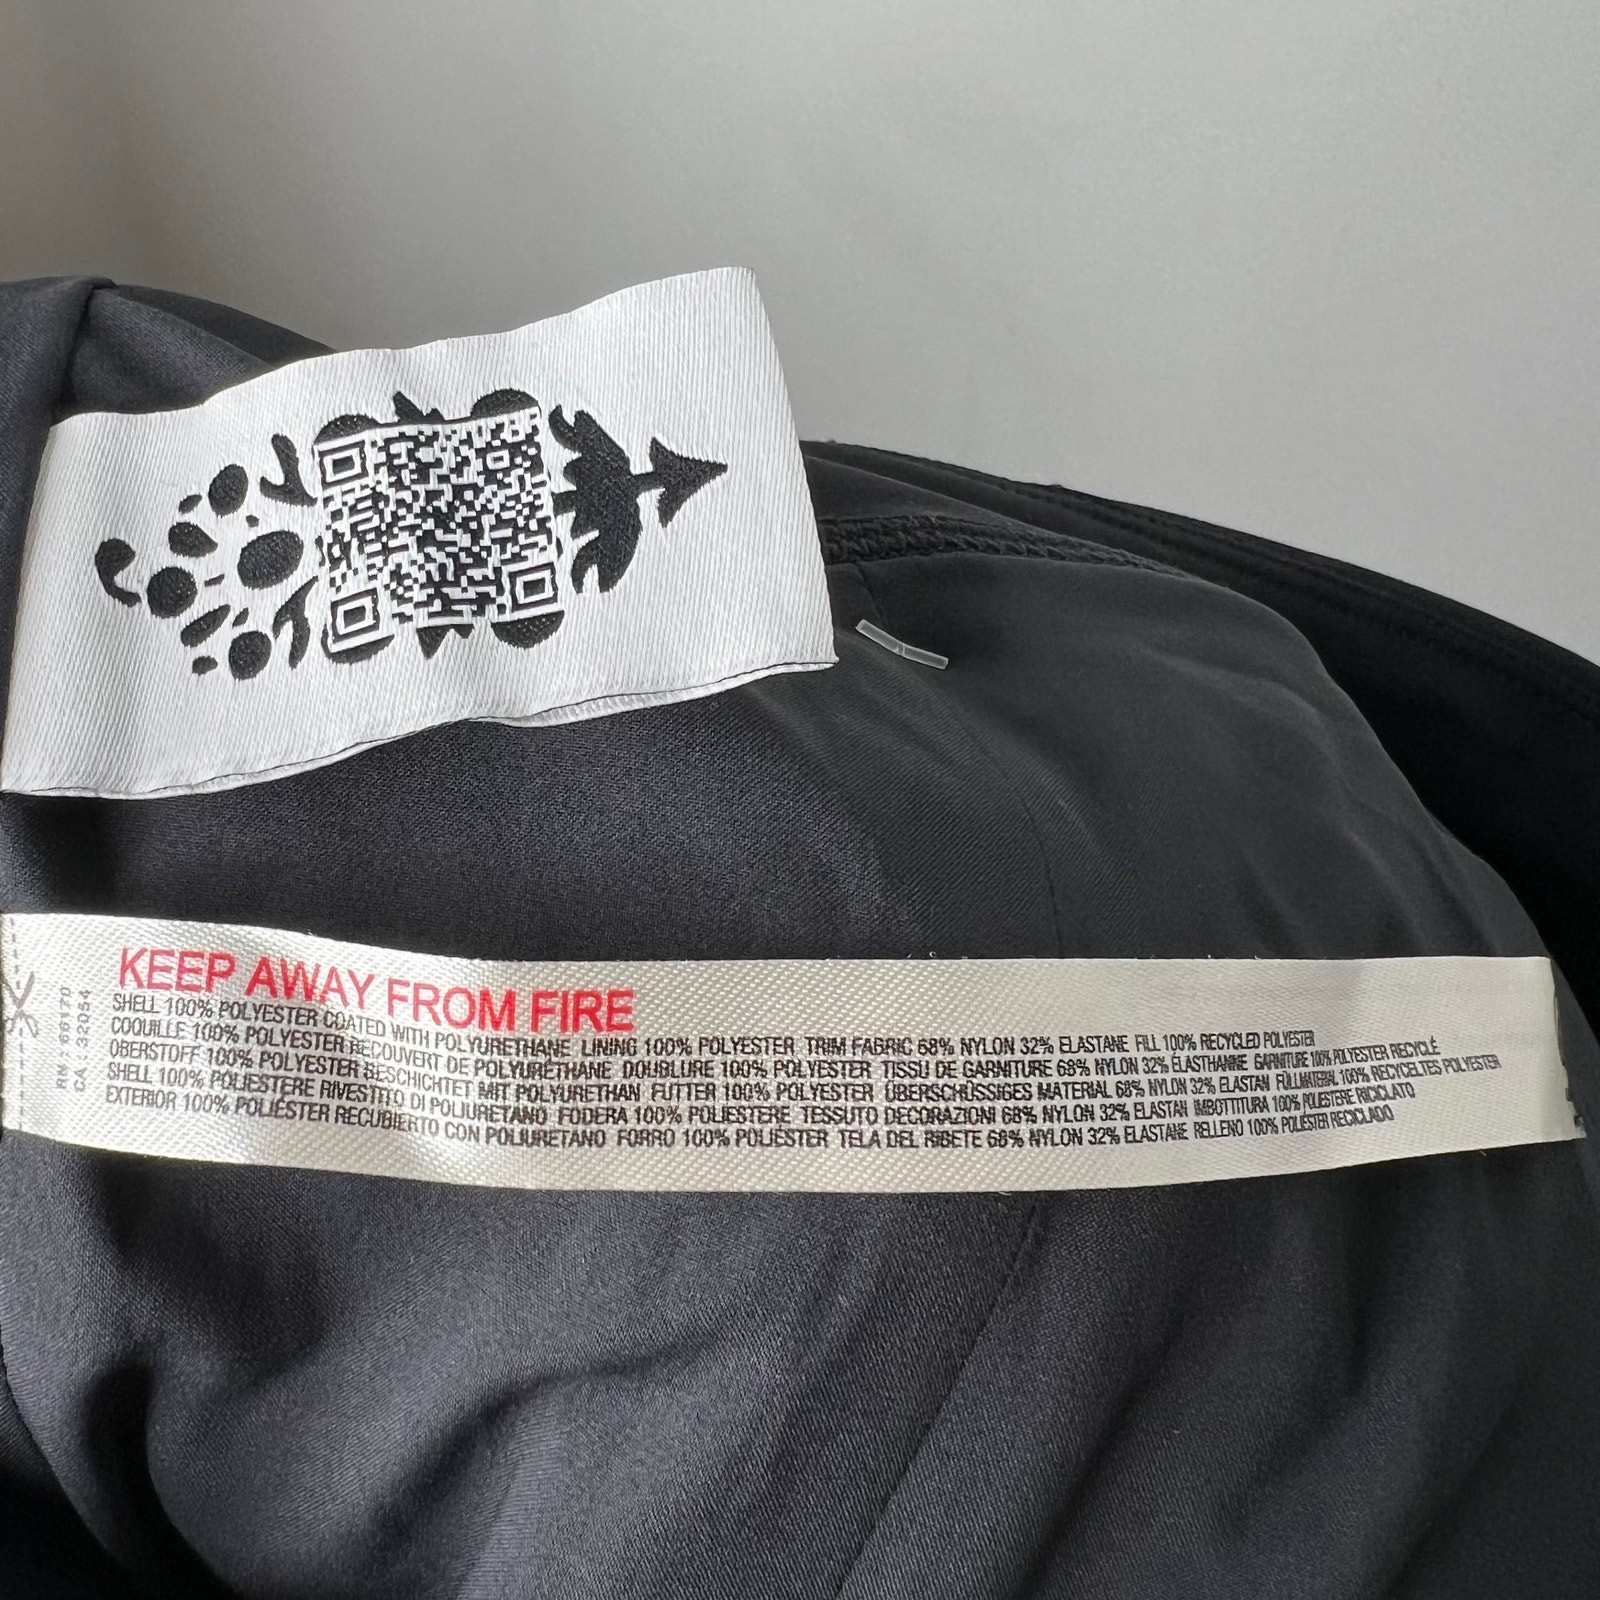 KEEP AWAY FROM FIRE
SHELL 100% POLYESTER COATED WITH POLYURETHANE LINING 100% POLYESTER TRIM FABRIC 68% NYLON 32% ELASTANE FILL 100% RECYCLED POLYESTER
COQUILLE 100% POLYESTER RECOUVERT DE POLYURETHANE DOUBLURE 100% POLYESTER TISSU DE GARNITURE 68% NYLON 32% ÉLASTHANNE GARNITURE 100% POLYESTER RECYCLÉ
OBERSTOFF 100% POLYESTER BESCHICHTET MIT POLYURETHAN FUTTER 100% POLYESTER ÜBERSCHÜSSIGES MATERIAL 68% NYLON 32% ELASTAN FÜLLMATERIAL 100% RECYCELTES POLYESTER
SHELL 100% POLIESTERE RIVESTITO DI POLIURETANO FODERA 100% POLIESTERE TESSUTO DECORAZIONI 68% NYLON 32% ELASTAN IMBOTTITURA 100% POLIESTERE RICICLATO
EXTERIOR 100% POLIÉSTER RECUBIERTO CON POLIURETANO FORRO 100% POLIÉSTER TELA DEL RIBETE 68% NYLON 32% ELASTANE RELLENO 100% POLIÉSTER RECICLADO
RN : 66170
CA : 32054